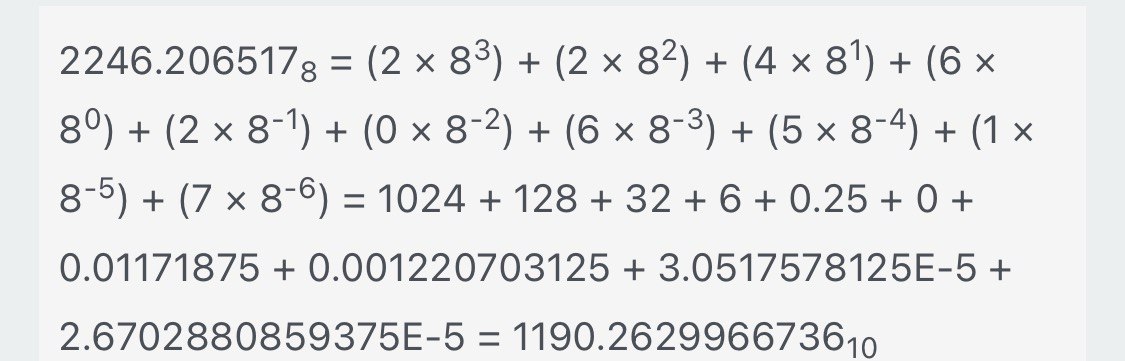 2246.206517₈ = (2 × 8³) + (2 × 8²) + (4 × 8¹) + (6 ×
8⁰) + (2 × 8⁻¹) + (0 × 8⁻²) + (6 × 8⁻³) + (5 × 8⁻⁴) + (1 ×
8⁻⁵) + (7 × 8⁻⁶) = 1024 + 128 + 32 + 6 + 0.25 + 0 +
0.01171875 + 0.001220703125 + 3.0517578125E-5 +
2.6702880859375E-5 = 1190.2629966736₁₀